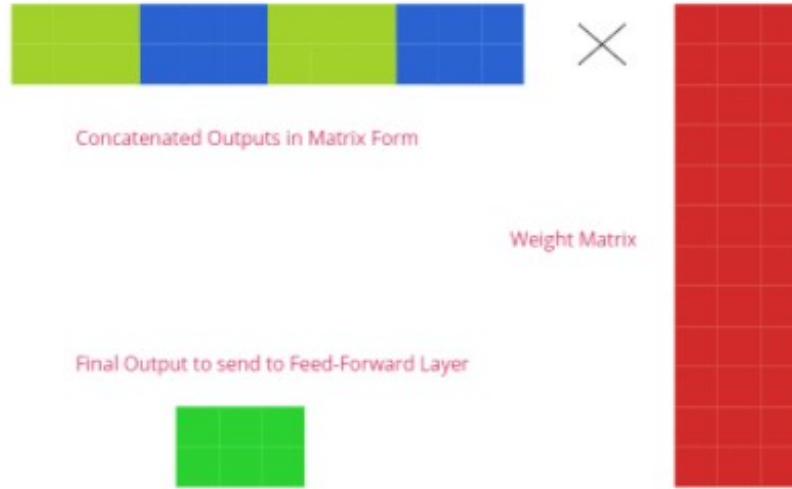 Concatenated Outputs in Matrix Form
Weight Matrix
Final Output to send to Feed-Forward Layer